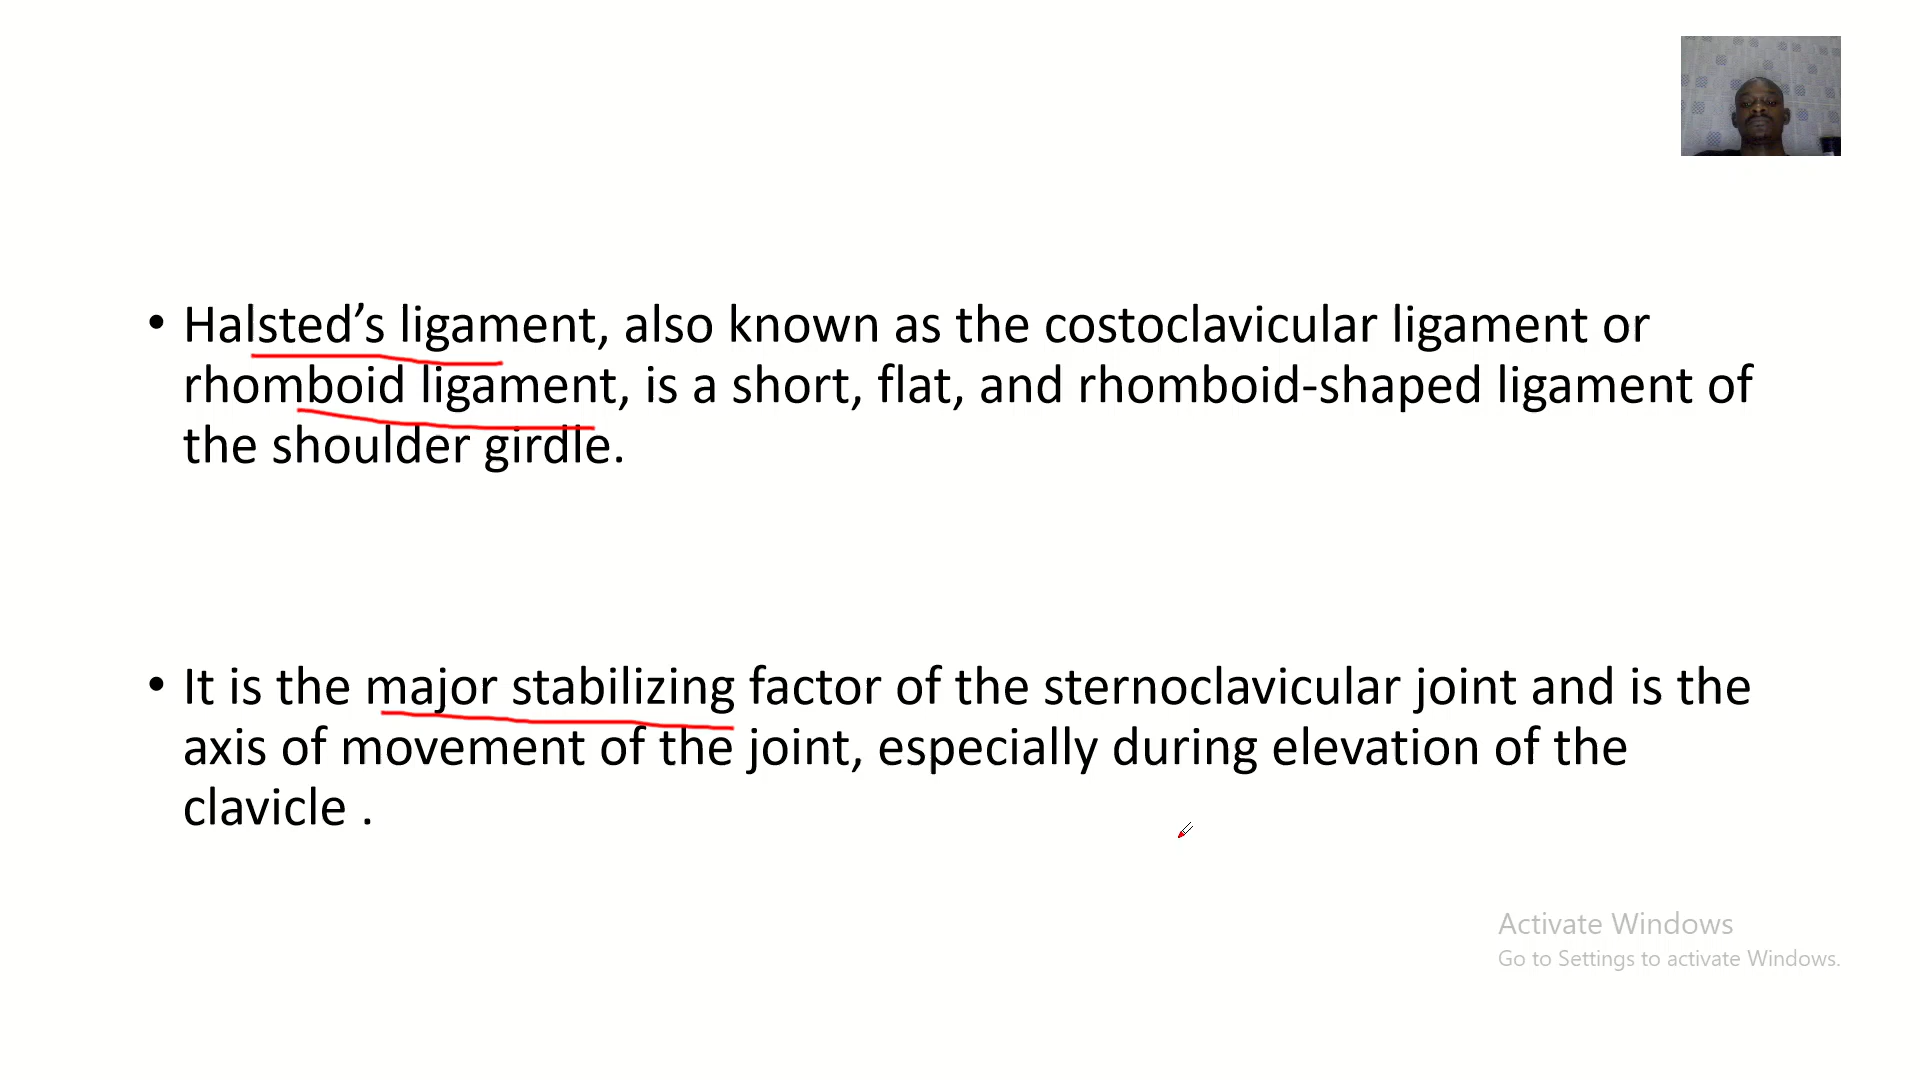 • Halsted’s ligament, also known as the costoclavicular ligament or
rhomboid ligament, is a short, flat, and rhomboid-shaped ligament of
the shoulder girdle.
• It is the major stabilizing factor of the sternoclavicular joint and is the
axis of movement of the joint, especially during elevation of the
clavicle .
Activate Windows
Go to Settings to activate Windows.